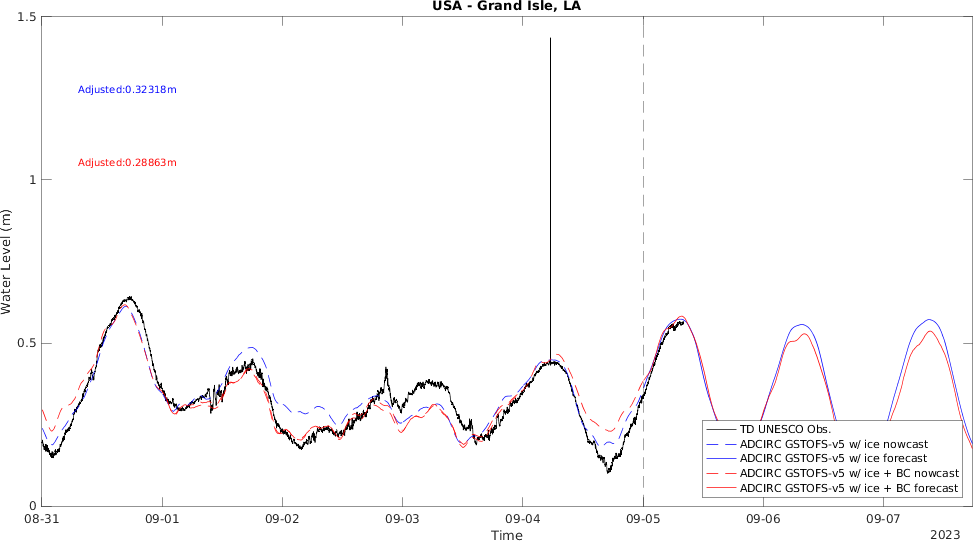 USA - Grand Isle, LA
1.5
Adjusted:0.32318m
Adjusted:0.28863m
1
Water Level (m)
0.5
0
TD UNESCO Obs.
ADCIRC GSTOFS-v5 w/ ice nowcast
ADCIRC GSTOFS-v5 w/ ice forecast
ADCIRC GSTOFS-v5 w/ ice + BC nowcast
ADCIRC GSTOFS-v5 w/ ice + BC forecast
08-31 09-01 09-02 09-03 09-04 09-05 09-06 09-07
Time
2023